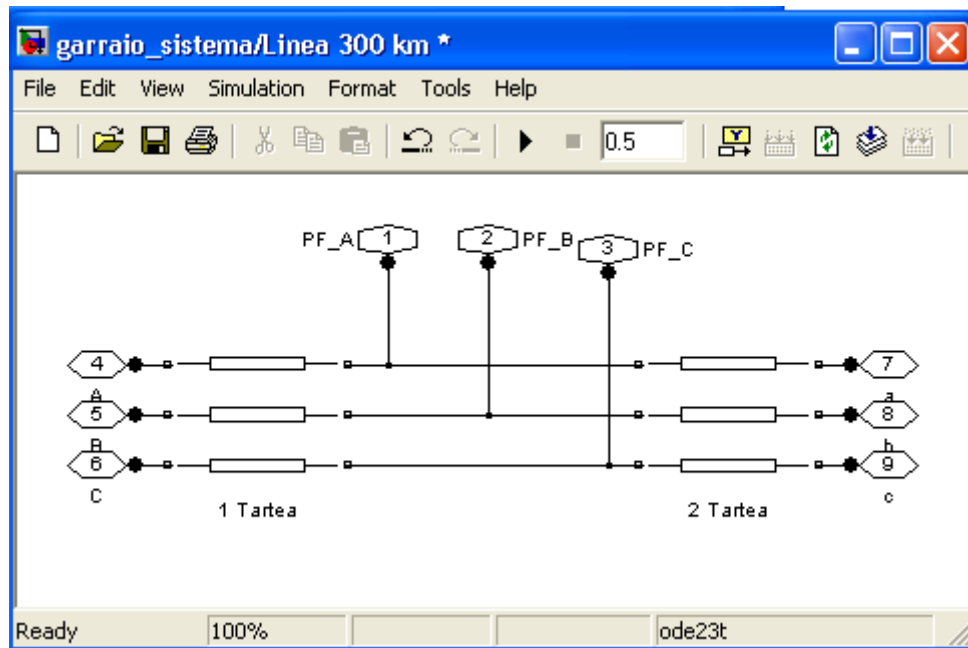 garraio_sistema/Linea 300 km *
File Edit View Simulation Format Tools Help
0.5
PF_A 1 2 PF_B 3 PF_C
4 7
A a
5 8
B b
6 9
C c
1 Tartea 2 Tartea
Ready 100% ode23t